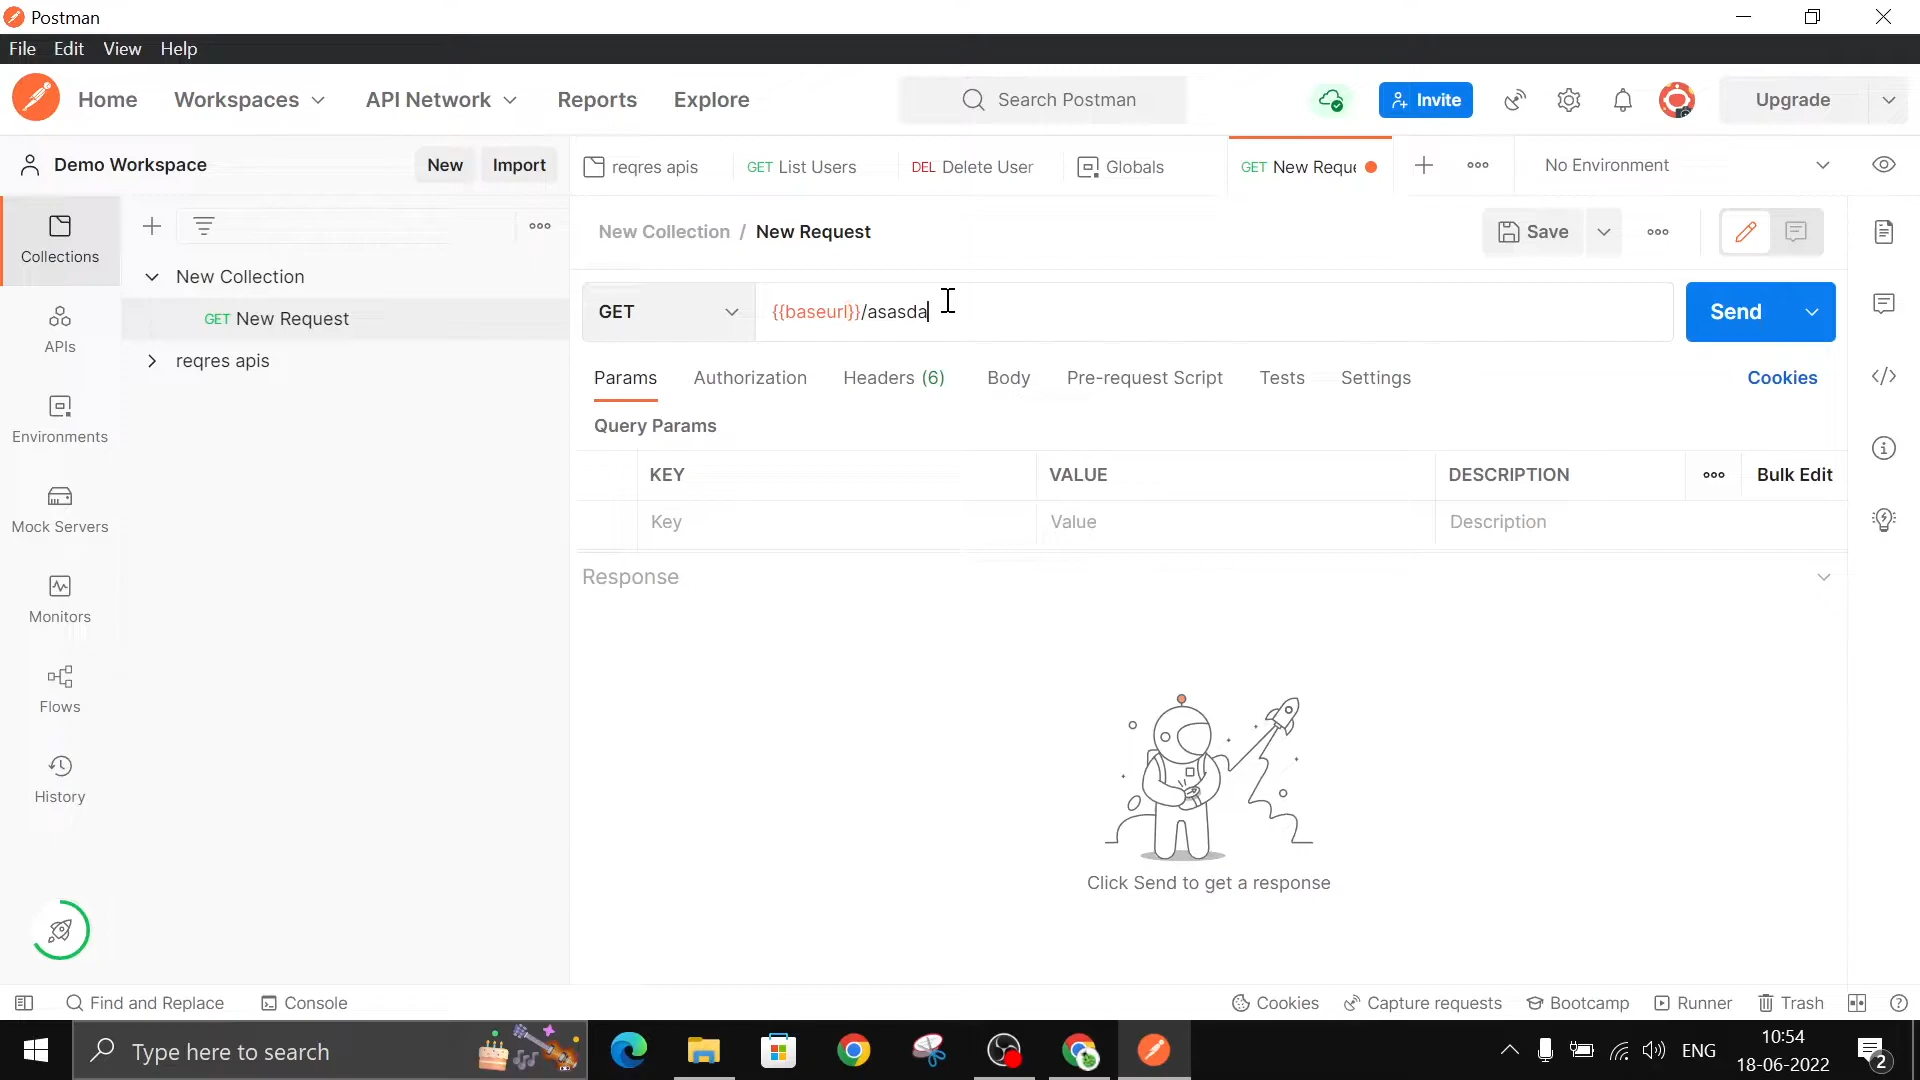 Postman
File Edit View Help
Home Workspaces API Network Reports Explore Search Postman Invite Upgrade
Demo Workspace New Import reqres apis GET List Users DEL Delete User Globals GET New Reque No Environment
Collections
APIs
Environments
Mock Servers
Monitors
Flows
History
New Collection
GET New Request
reqres apis
New Collection / New Request Save
GET {{baseurl}}/asasda Send
Params Authorization Headers (6) Body Pre-request Script Tests Settings Cookies
Query Params
KEY VALUE DESCRIPTION Bulk Edit
Key Value Description
Response
Click Send to get a response
Find and Replace Console Cookies Capture requests Bootcamp Runner Trash
Type here to search ENG 10:54
18-06-2022 2